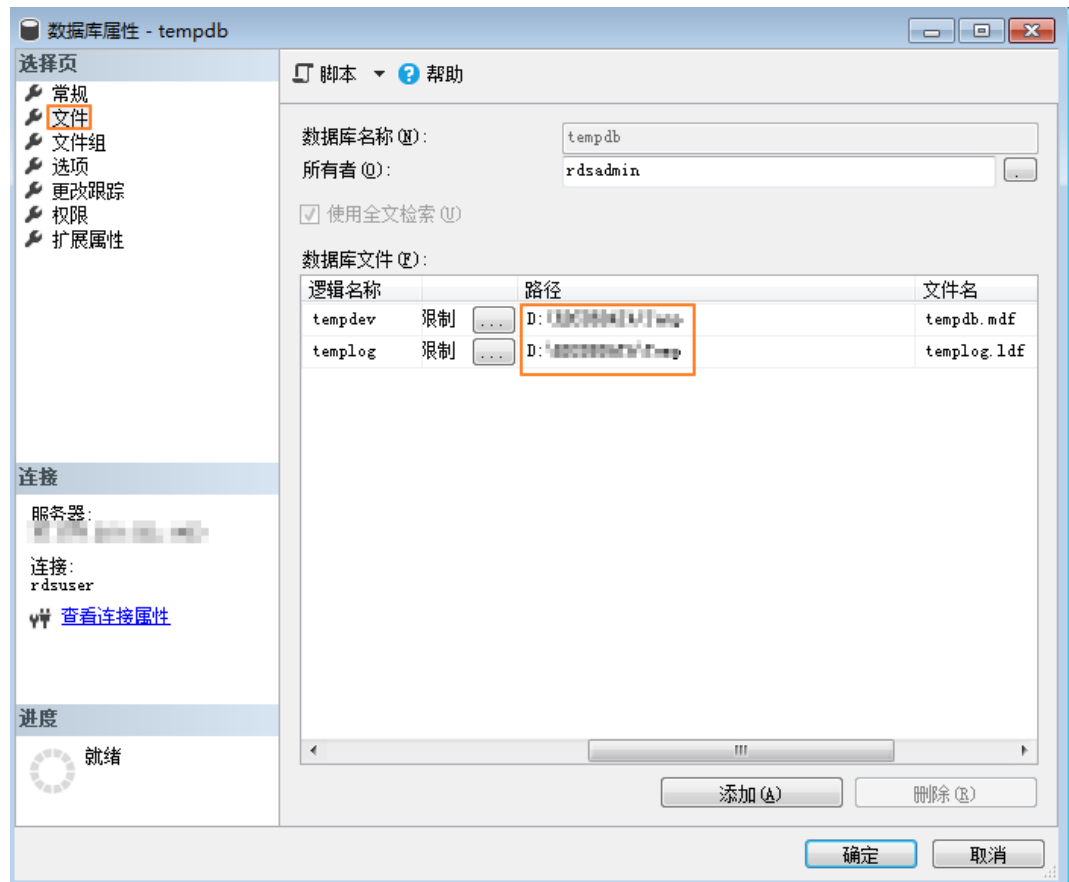 数据库属性 - tempdb
选择页
常规
文件
文件组
选项
更改跟踪
权限
扩展属性
脚本 帮助
数据库名称(N): tempdb
所有者(O): rdsadmin
使用全文检索(U)
数据库文件(F):
逻辑名称 路径 文件名
tempdev 限制 ... D:\ tempdb.mdf
templog 限制 ... D:\ templog.ldf
连接
服务器:
连接:
rdsuser
查看连接属性
进度
就绪
添加(A) 删除(R)
确定 取消